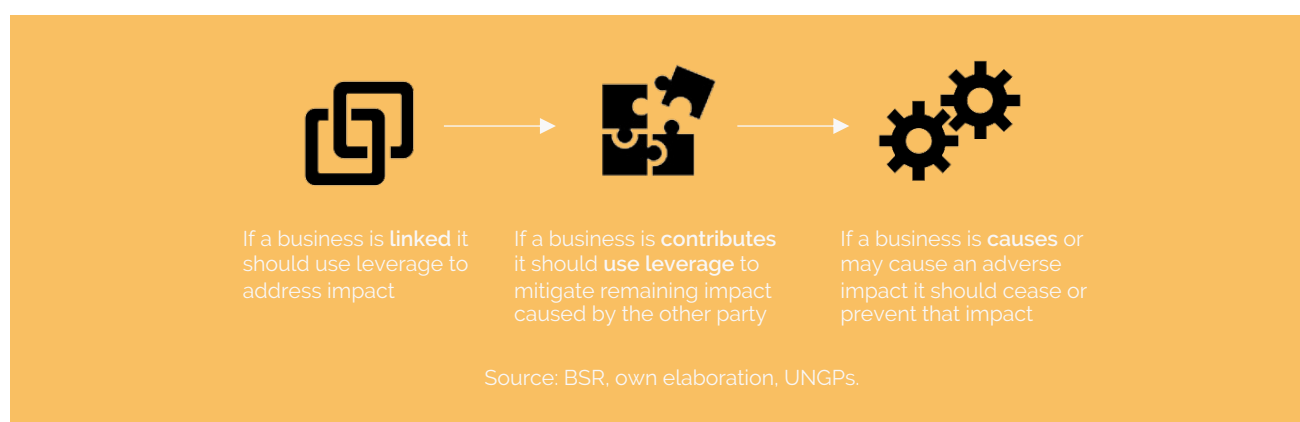 If a business is linked it
should use leverage to
address impact
If a business is contributes
it should use leverage to
mitigate remaining impact
caused by the other party
If a business is causes or
may cause an adverse
impact it should cease or
prevent that impact
Source: BSR, own elaboration, UNGPs.